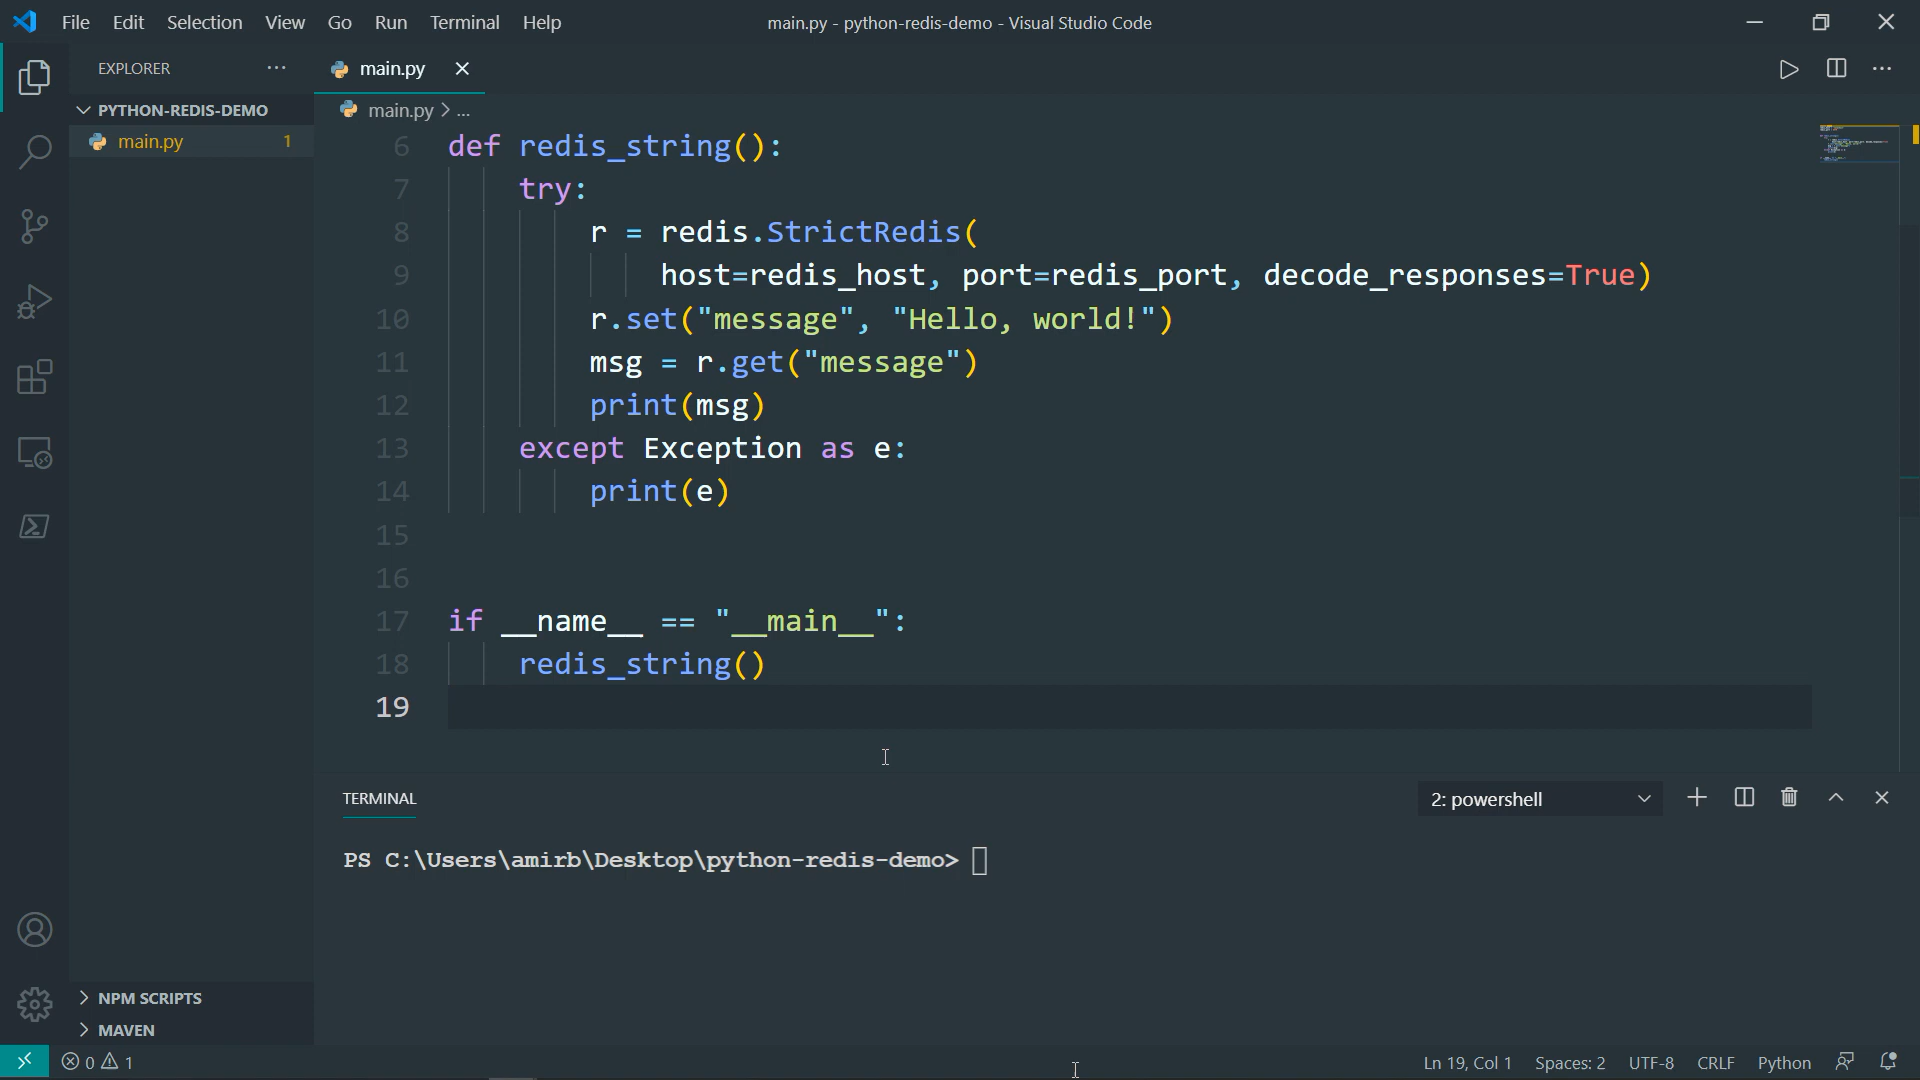 File Edit Selection View Go Run Terminal Help
main.py - python-redis-demo - Visual Studio Code
EXPLORER
PYTHON-REDIS-DEMO
main.py 1
NPM SCRIPTS
MAVEN
main.py
main.py > ...
6 def redis_string():
7 try:
8 r = redis.StrictRedis(
9 host=redis_host, port=redis_port, decode_responses=True)
10 r.set("message", "Hello, world!")
11 msg = r.get("message")
12 print(msg)
13 except Exception as e:
14 print(e)
15
16
17 if __name__ == "__main__":
18 redis_string()
19
TERMINAL
2: powershell
PS C:\Users\amirb\Desktop\python-redis-demo>
0 1
Ln 19, Col 1 Spaces: 2 UTF-8 CRLF Python